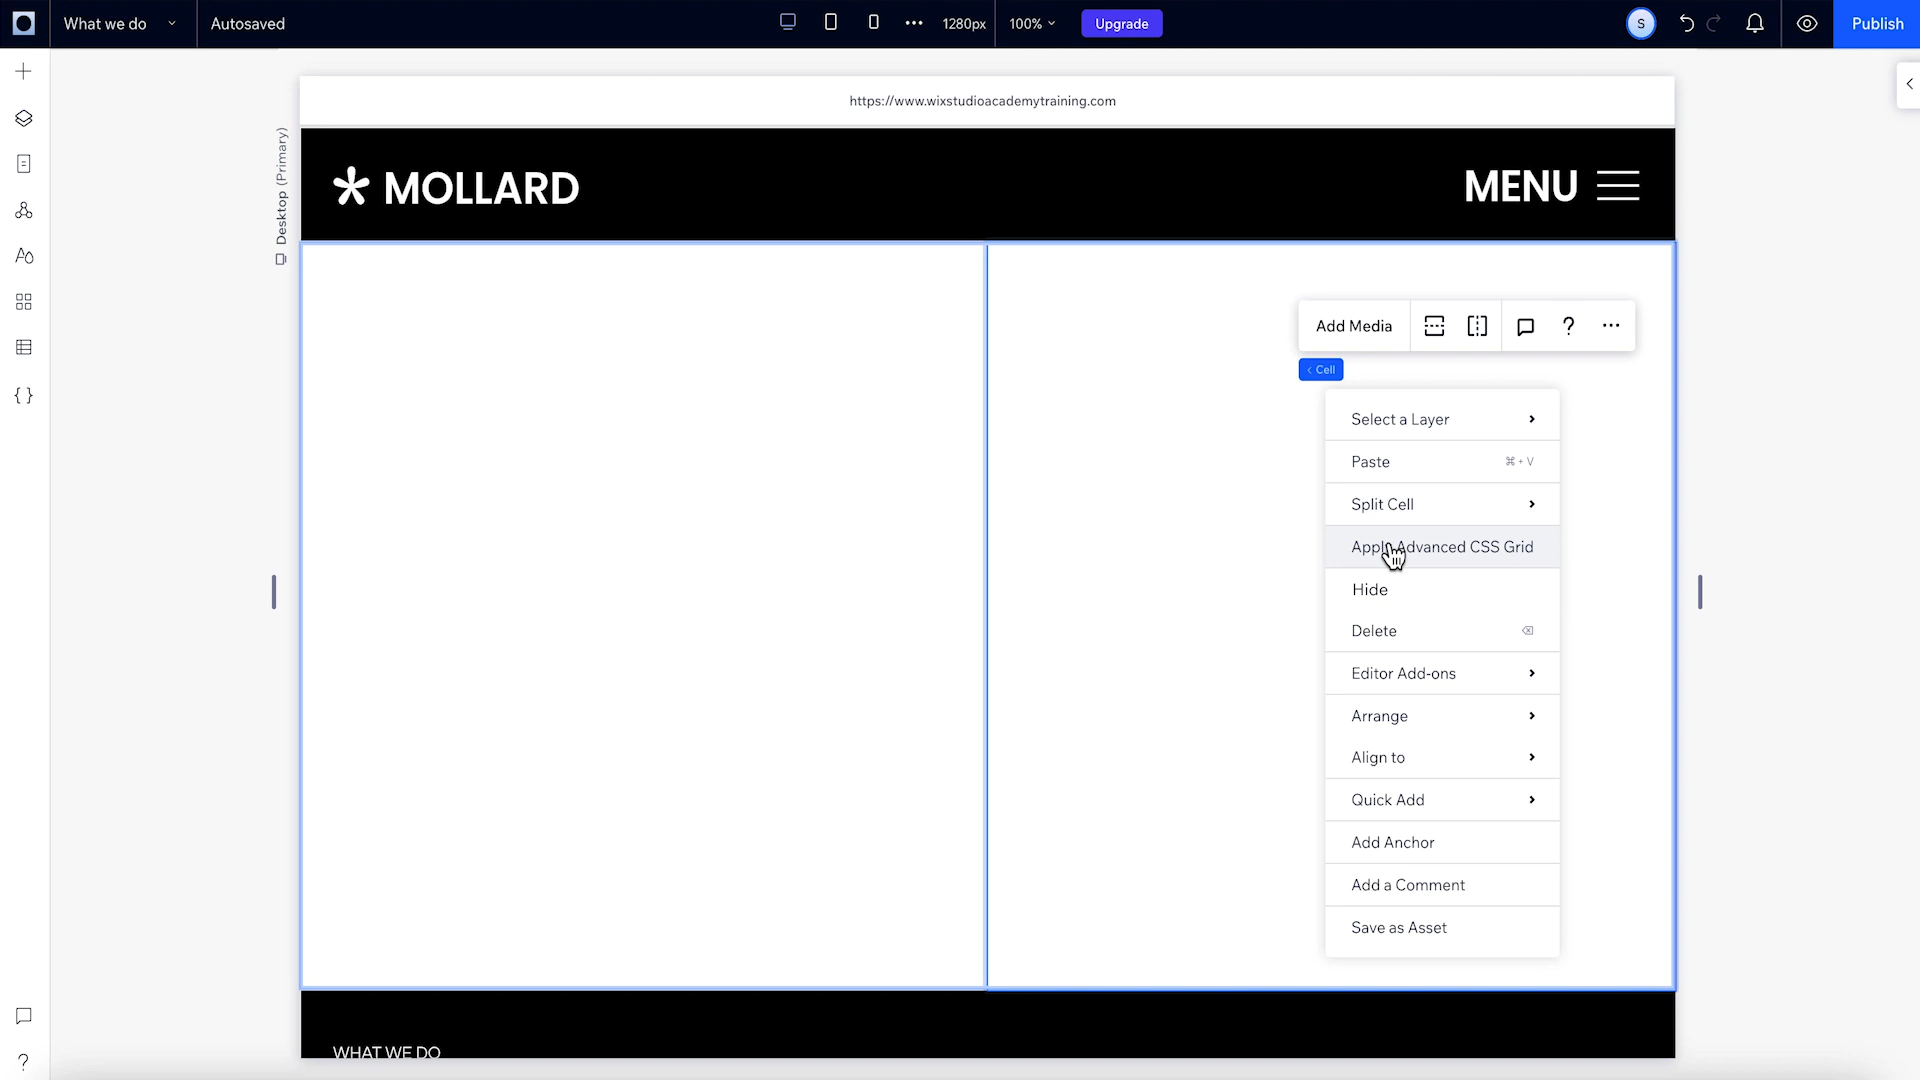 What we do
Autosaved
1280px
100%
Upgrade
S
Publish
https://www.wixstudioacademytraining.com
Desktop (Primary)
MOLLARD
MENU
Add Media
?
< Cell
Select a Layer
Paste ⌘ + V
Split Cell
Apply Advanced CSS Grid
Hide
Delete
Editor Add-ons
Arrange
Align to
Quick Add
Add Anchor
Add a Comment
Save as Asset
WHAT WE DO
?